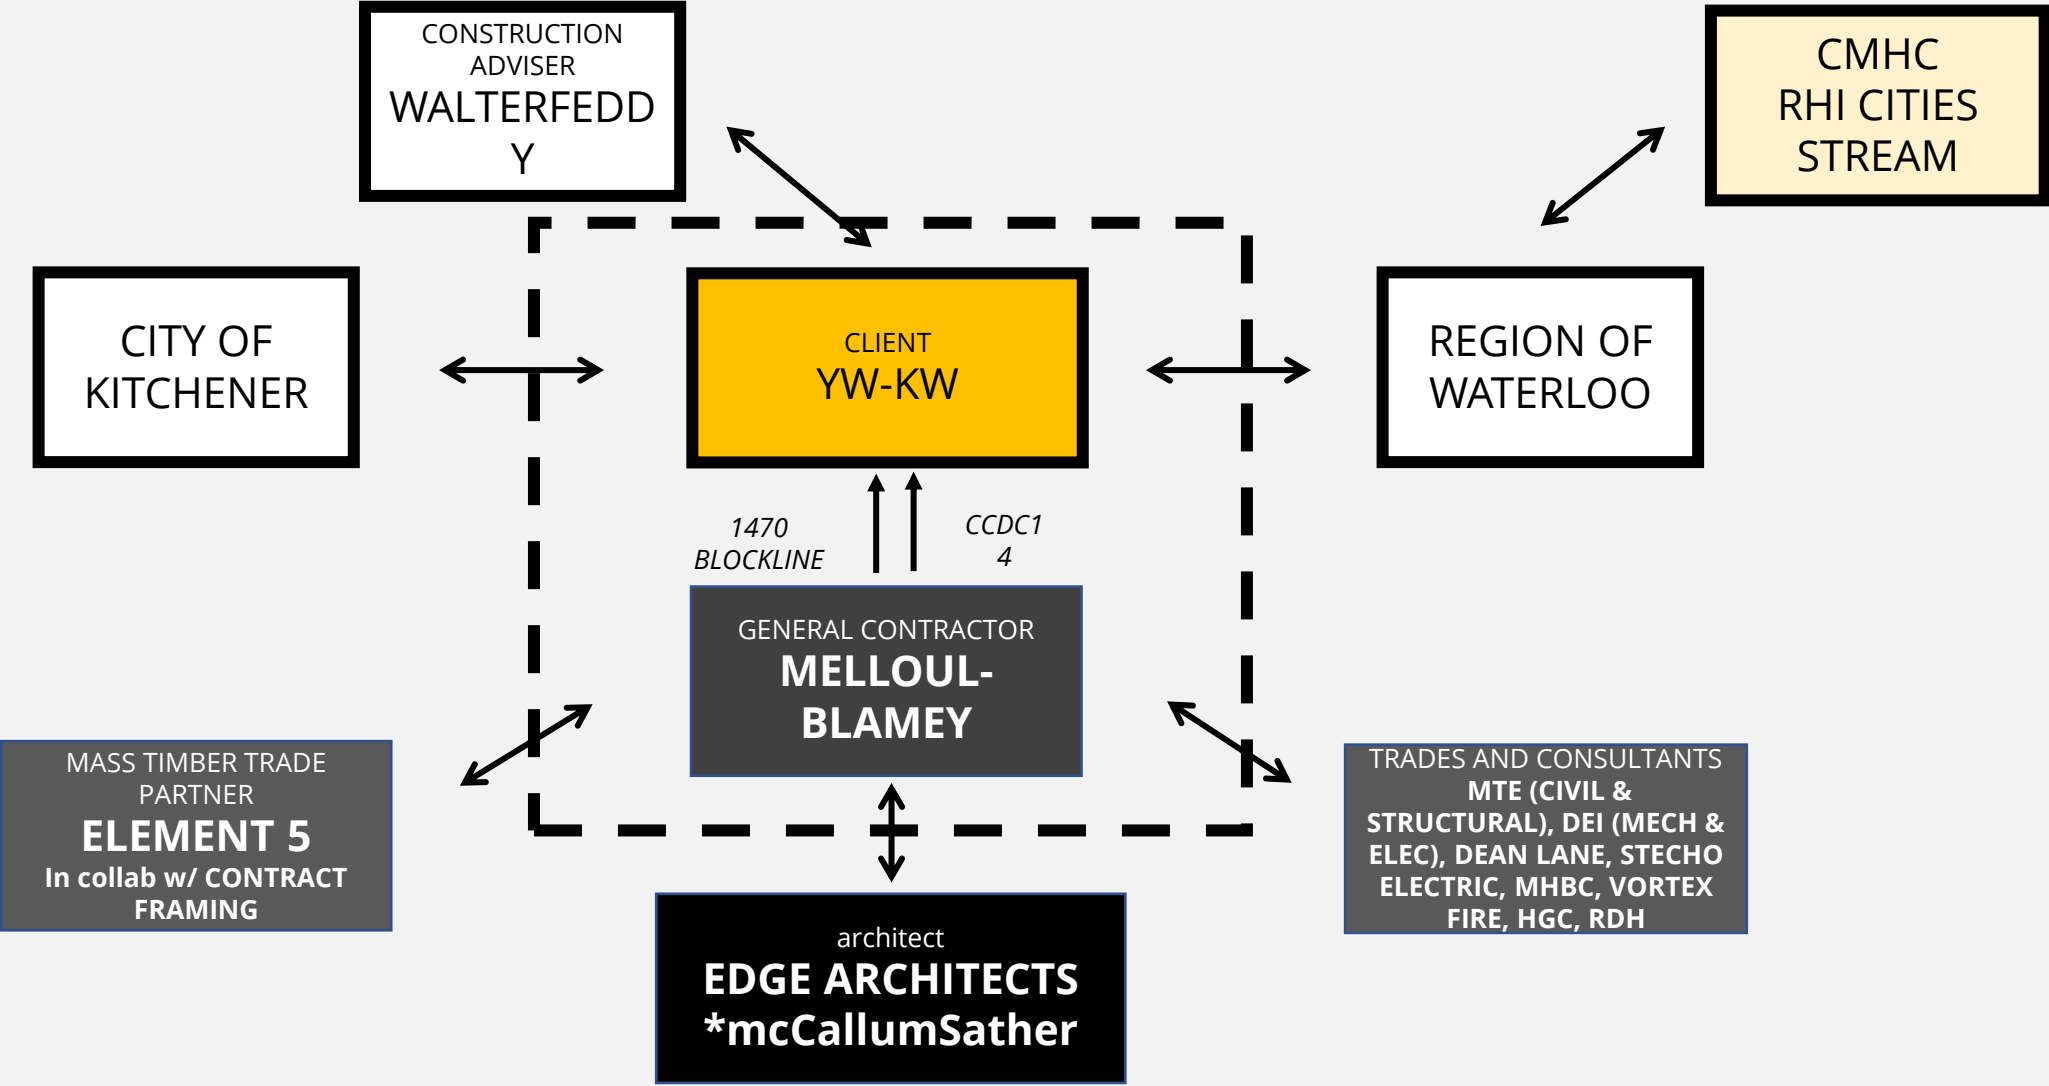 CONSTRUCTION
ADVISER
WALTERFEDD
Y
CMHC
RHI CITIES
STREAM
CITY OF
KITCHENER
CLIENT
YW-KW
REGION OF
WATERLOO
1470
BLOCKLINE
CCDC1
4
GENERAL CONTRACTOR
MELLOUL-
BLAMEY
MASS TIMBER TRADE
PARTNER
ELEMENT 5
In collab w/ CONTRACT
FRAMING
TRADES AND CONSULTANTS
MTE (CIVIL &
STRUCTURAL), DEI (MECH &
ELEC), DEAN LANE, STECHO
ELECTRIC, MHBC, VORTEX
FIRE, HGC, RDH
architect
EDGE ARCHITECTS
*mcCallumSather